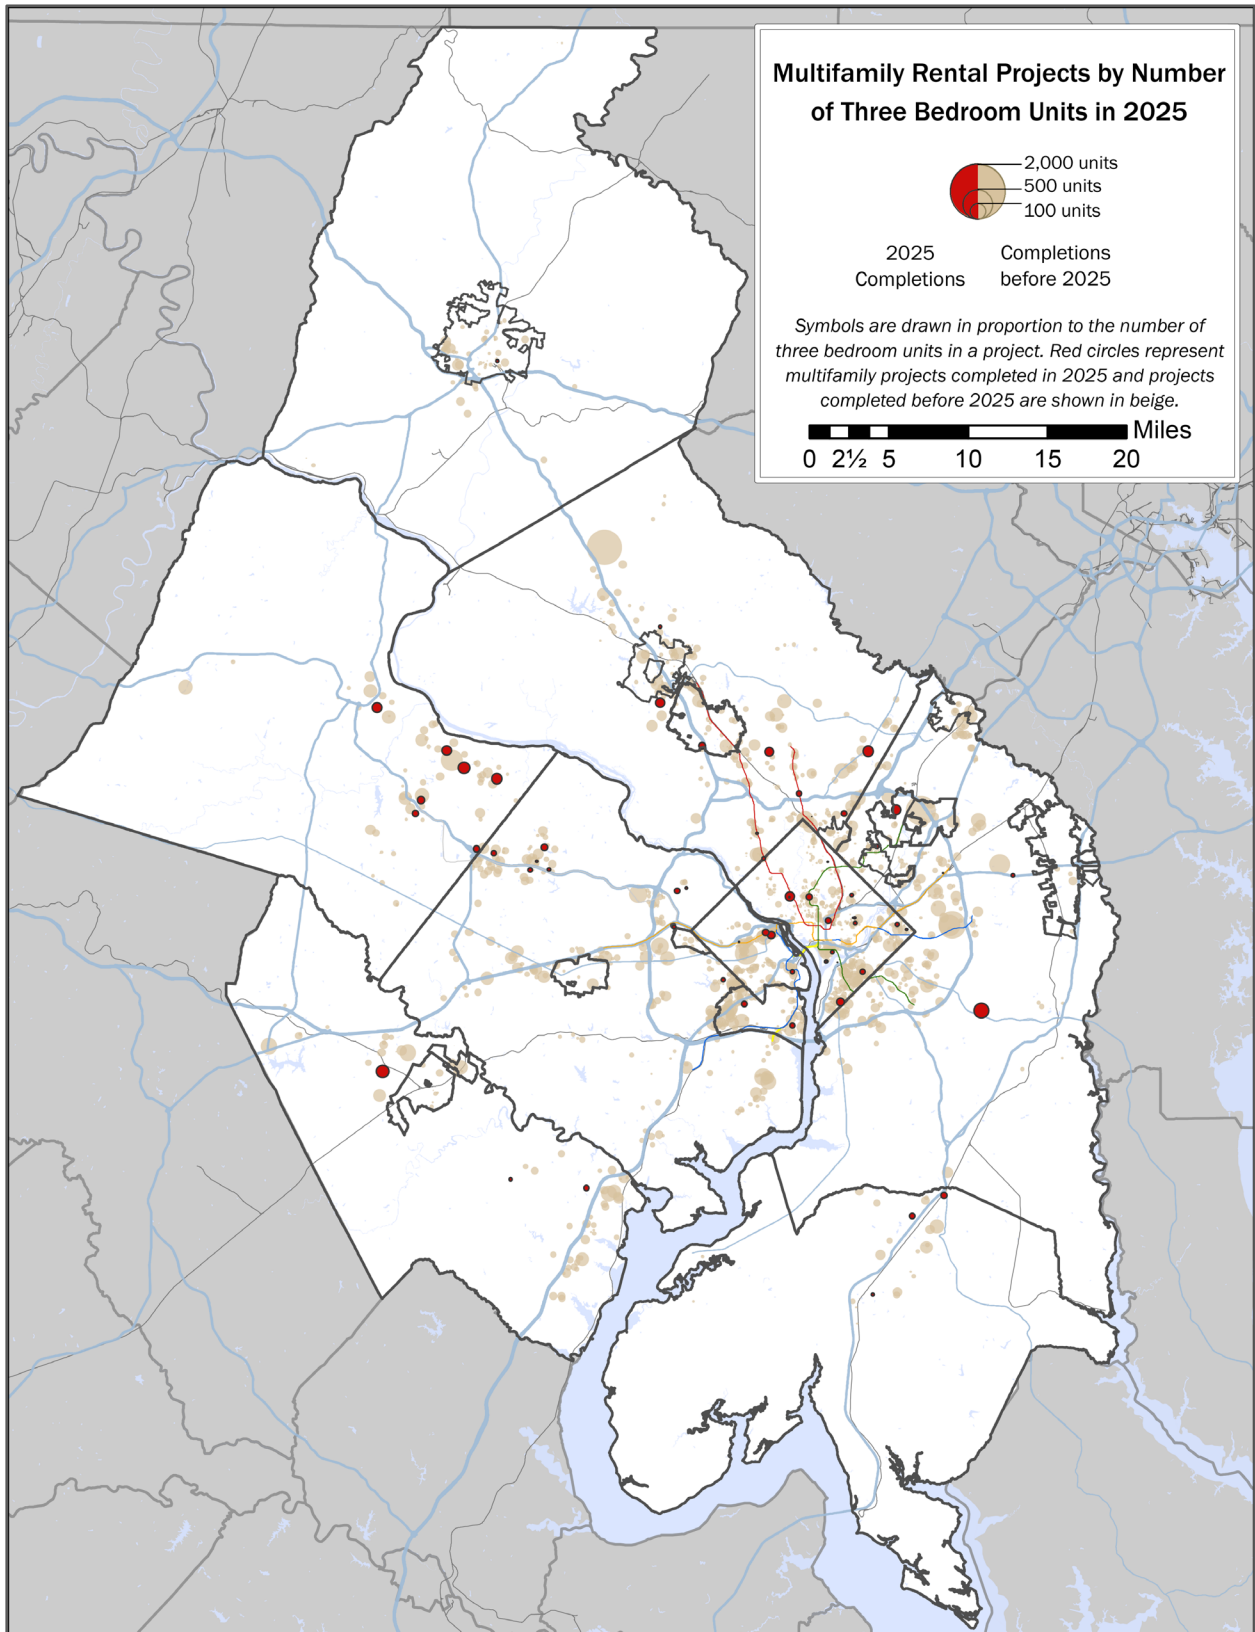 Multifamily Rental Projects by Number
of Three Bedroom Units in 2025
2,000 units
500 units
100 units
2025
Completions
Completions
before 2025
Symbols are drawn in proportion to the number of
three bedroom units in a project. Red circles represent
multifamily projects completed in 2025 and projects
completed before 2025 are shown in beige.
Miles
0 2½ 5 10 15 20